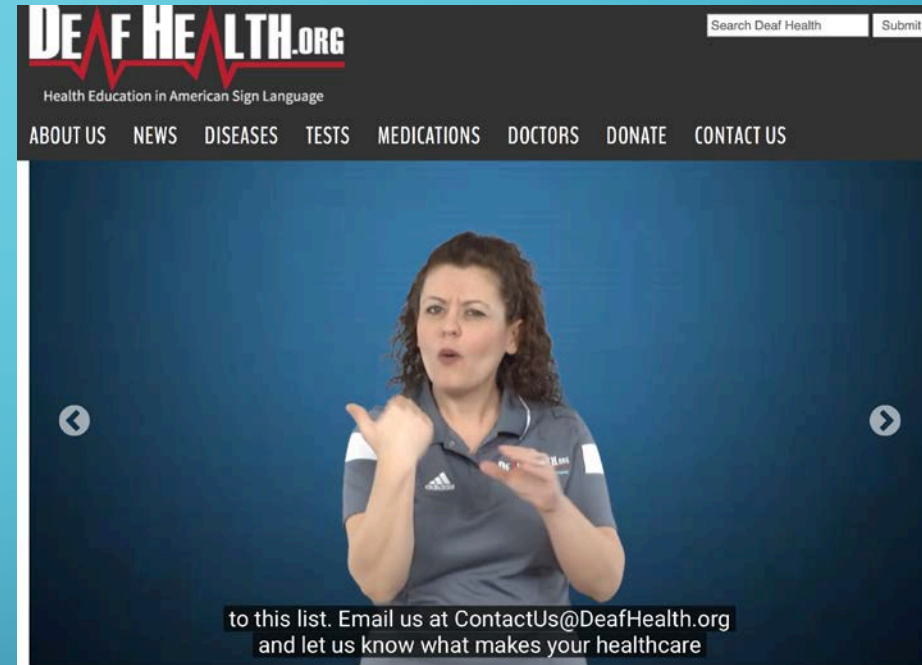 DEAF HEALTH.ORG
Search Deaf Health
Submit
Health Education in American Sign Language
ABOUT US NEWS DISEASES TESTS MEDICATIONS DOCTORS DONATE CONTACT US
adidas
to this list. Email us at ContactUs@DeafHealth.org
and let us know what makes your healthcare